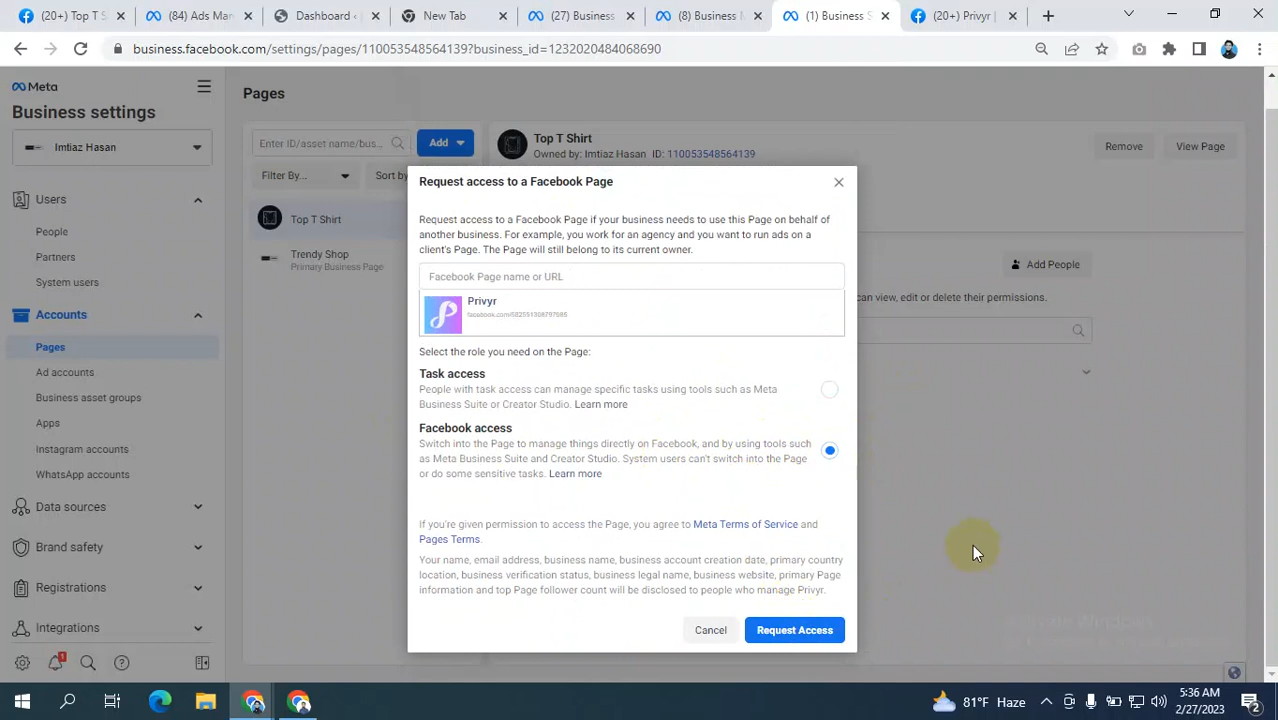 (20+) Top S
(84) Ads Mar
Dashboard ‹
New Tab
(27) Business
(8) Business M
(1) Business S
(20+) Privyr |
business.facebook.com/settings/pages/110053548564139?business_id=1232020484068690
Meta
Business settings
Imtiaz Hasan
Users
People
Partners
System users
Accounts
Pages
Ad accounts
Business asset groups
Apps
Instagram accounts
WhatsApp accounts
Data sources
Brand safety
Registrations
Integrations
1
Pages
Enter ID/asset name/bus...
Add
Filter By...
Sort by
Top T Shirt
Trendy Shop
Primary Business Page
Top T Shirt
Owned by: Imtiaz Hasan ID: 110053548564139
Remove
View Page
Add People
can view, edit or delete their permissions.
Request access to a Facebook Page
Request access to a Facebook Page if your business needs to use this Page on behalf of
another business. For example, you work for an agency and you want to run ads on a
client's Page. The Page will still belong to its current owner.
Facebook Page name or URL
Privyr
Select the role you need on the Page:
Task access
People with task access can manage specific tasks using tools such as Meta
Business Suite or Creator Studio. Learn more
Facebook access
Switch into the Page to manage things directly on Facebook, and by using tools such
as Meta Business Suite and Creator Studio. System users can't switch into the Page
or do some sensitive tasks. Learn more
If you're given permission to access the Page, you agree to Meta Terms of Service and
Pages Terms.
Your name, email address, business name, business account creation date, primary country
location, business verification status, business legal name, business website, primary Page
information and top Page follower count will be disclosed to people who manage Privyr.
Cancel
Request Access
Activate Windows
81°F Haze
5:36 AM
2/27/2023
2